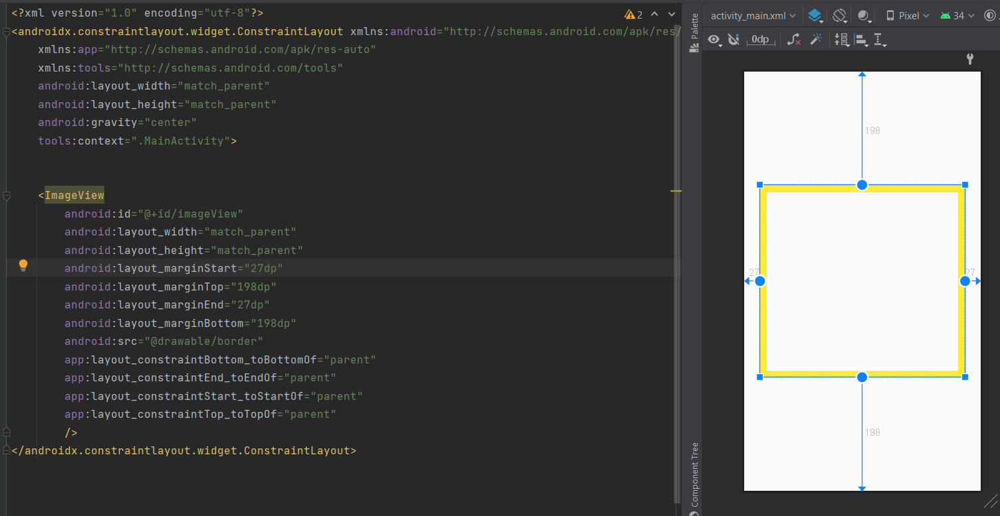 <?xml version="1.0" encoding="utf-8"?>
2
<androidx.constraintlayout.widget.ConstraintLayout xmlns:android="http://schemas.android.com/apk/res/
xmlns:app="http://schemas.android.com/apk/res-auto"
xmlns:tools="http://schemas.android.com/tools"
android:layout_width="match_parent"
android:layout_height="match_parent"
android:gravity="center"
tools:context=".MainActivity">
<ImageView
android:id="@+id/imageView"
android:layout_width="match_parent"
android:layout_height="match_parent"
android:layout_marginStart="27dp"
android:layout_marginTop="198dp"
android:layout_marginEnd="27dp"
android:layout_marginBottom="198dp"
android:src="@drawable/border"
app:layout_constraintBottom_toBottomOf="parent"
app:layout_constraintEnd_toEndOf="parent"
app:layout_constraintStart_toStartOf="parent"
app:layout_constraintTop_toTopOf="parent"
/>
</androidx.constraintlayout.widget.ConstraintLayout>
Palette
Component Tree
activity_main.xml
Pixel
34
0dp
198
27
27
198